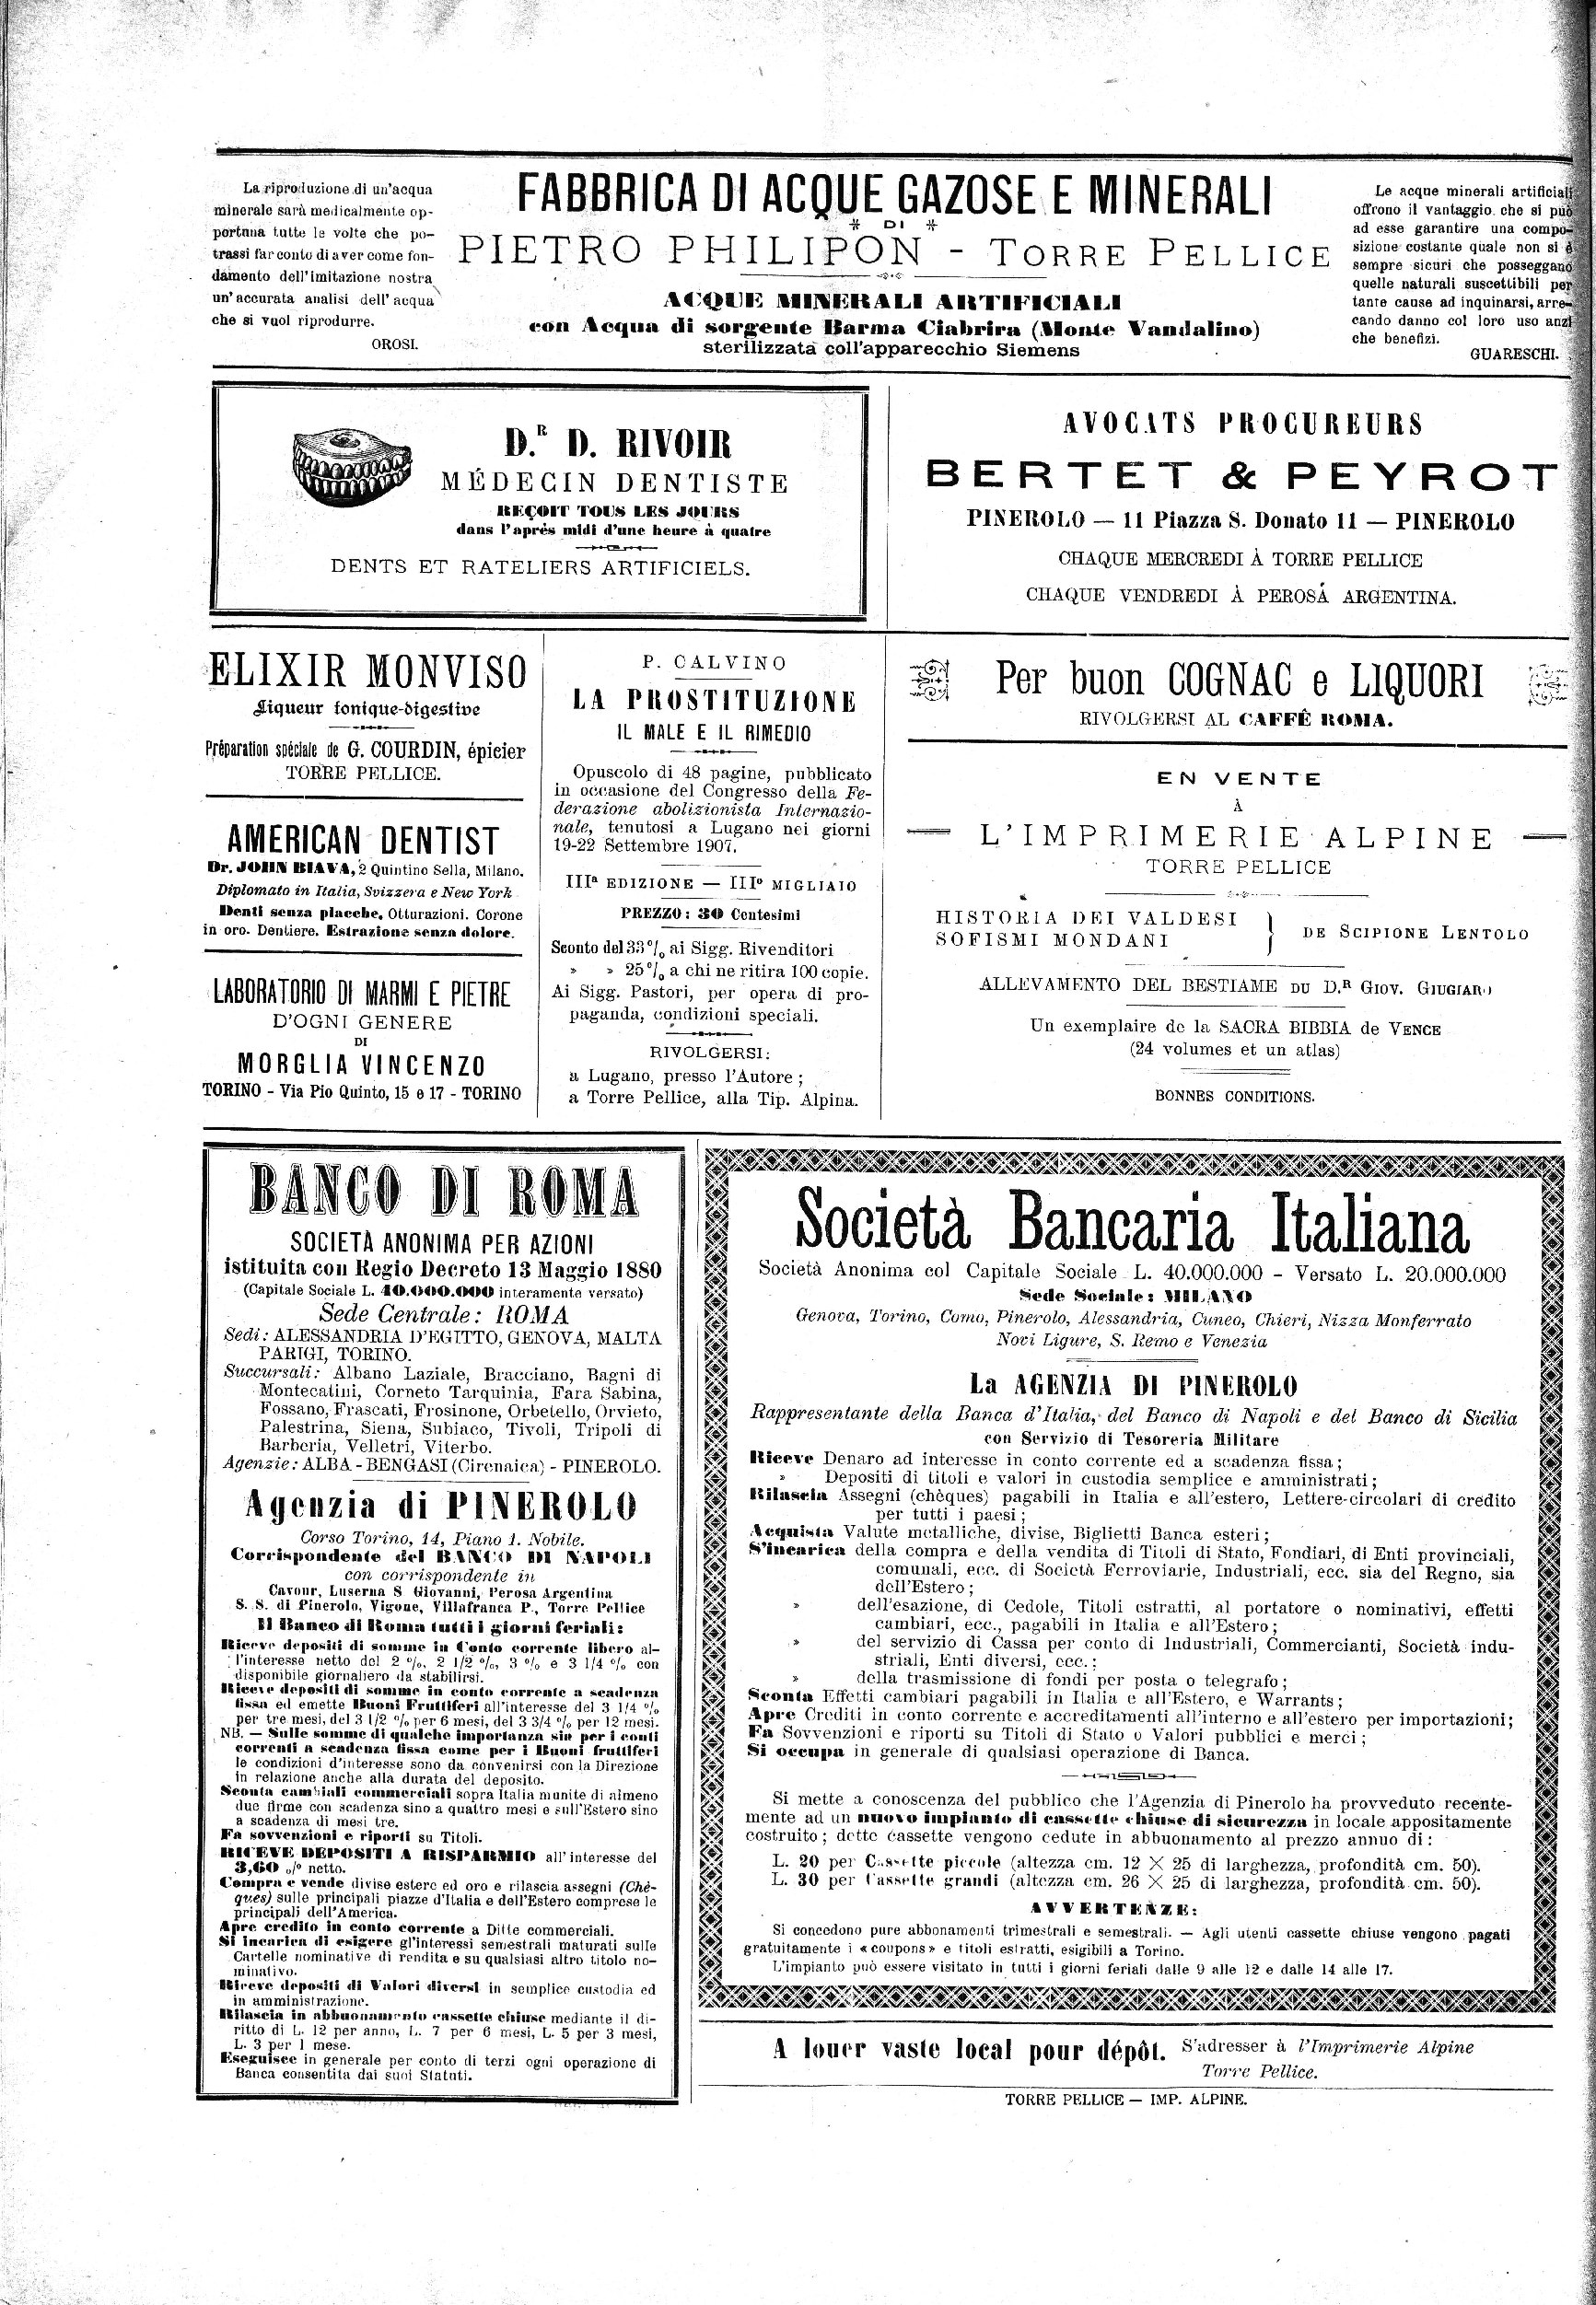 La riproduzione di un'acqua
minerale sarà medicalmente op-
portuna tutte le volte che po-
trassi far conto di aver come fon-
damento dell'imitazione nostra
un'accurata analisi dell'acqua
che si vuol riprodurre.
OROSI.
FABBRICA DI ACQUE GAZOSE E MINERALI
* DI *
PIETRO PHILIPON - TORRE PELLICE
ACQUE MINERALI ARTIFICIALI
con Acqua di sorgente Barma Ciabrira (Monte Vandalino)
sterilizzata coll'apparecchio Siemens
Le acque minerali artificiali
offrono il vantaggio che si può
ad esse garantire una compo-
sizione costante quale non si è
sempre sicuri che posseggano
quelle naturali suscettibili per
tante cause ad inquinarsi, arre-
cando danno col loro uso anzi
che benefizi.
GUARESCHI.
D.R D. RIVOIR
MÉDECIN DENTISTE
REÇOIT TOUS LES JOURS
dans l'après midi d'une heure à quatre
DENTS ET RATELIERS ARTIFICIELS.
AVOCATS PROCUREURS
BERTET & PEYROT
PINEROLO — 11 Piazza S. Donato 11 — PINEROLO
CHAQUE MERCREDI À TORRE PELLICE
CHAQUE VENDREDI À PEROSÁ ARGENTINA.
ELIXIR MONVISO
Liqueur tonique-digestive
Préparation spéciale de G. COURDIN, épicier
TORRE PELLICE.
AMERICAN DENTIST
Dr. JOHN BIAVA, 2 Quintino Sella, Milano.
Diplomato in Italia, Svizzera e New York
Denti senza placche. Otturazioni. Corone
in oro. Dentiere. Estrazione senza dolore.
LABORATORIO DI MARMI E PIETRE
D'OGNI GENERE
DI
MORGLIA VINCENZO
TORINO - Via Pio Quinto, 15 e 17 - TORINO
P. CALVINO
LA PROSTITUZIONE
IL MALE E IL RIMEDIO
Opuscolo di 48 pagine, pubblicato
in occasione del Congresso della Fe-
derazione abolizionista Internazio-
nale, tenutosi a Lugano nei giorni
19-22 Settembre 1907.
IIIa EDIZIONE — IIIo MIGLIAIO
PREZZO: 30 Centesimi
Sconto del 33 % ai Sigg. Rivenditori
» » 25 % a chi ne ritira 100 copie.
Ai Sigg. Pastori, per opera di pro-
paganda, condizioni speciali.
RIVOLGERSI:
a Lugano, presso l'Autore;
a Torre Pellice, alla Tip. Alpina.
Per buon COGNAC e LIQUORI
RIVOLGERSI AL CAFFÊ ROMA.
EN VENTE
À
L'IMPRIMERIE ALPINE
TORRE PELLICE
HISTORIA DEI VALDESI
SOFISMI MONDANI
} DE SCIPIONE LENTOLO
ALLEVAMENTO DEL BESTIAME DU D.R GIOV. GIUGIARO
Un exemplaire de la SACRA BIBBIA de VENCE
(24 volumes et un atlas)
BONNES CONDITIONS.
BANCO DI ROMA
SOCIETÀ ANONIMA PER AZIONI
istituita con Regio Decreto 13 Maggio 1880
(Capitale Sociale L. 40.000.000 interamente versato)
Sede Centrale: ROMA
Sedi: ALESSANDRIA D'EGITTO, GENOVA, MALTA
PARIGI, TORINO.
Succursali: Albano Laziale, Bracciano, Bagni di
Montecatini, Corneto Tarquinia, Fara Sabina,
Fossano, Frascati, Frosinone, Orbetello, Orvieto,
Palestrina, Siena, Subiaco, Tivoli, Tripoli di
Barberia, Velletri, Viterbo.
Agenzie: ALBA - BENGASI (Cirenaica) - PINEROLO.
Agenzia di PINEROLO
Corso Torino, 14, Piano 1. Nobile.
Corrispondente del BANCO DI NAPOLI
con corrispondente in
Cavour, Luserna S Giovanni, Perosa Argentina
S. S. di Pinerolo, Vigone, Villafranca P., Torre Pellice
Il Banco di Roma tutti i giorni feriali:
Riceve depositi di somme in Conto corrente libero al-
l'interesse netto del 2 %, 2 1/2 %, 3 % e 3 1/4 % con
disponibile giornaliero da stabilirsi.
Riceve depositi di somme in conto corrente a scadenza
fissa ed emette Buoni Fruttiferi all'interesse del 3 1/4 %
per tre mesi, del 3 1/2 % per 6 mesi, del 3 3/4 % per 12 mesi.
NB. — Sulle somme di qualche importanza sia per i conti
correnti a scadenza fissa come per i Buoni fruttiferi
le condizioni d'interesse sono da convenirsi con la Direzione
in relazione anche alla durata del deposito.
Sconta cambiali commerciali sopra Italia munite di almeno
due firme con scadenza sino a quattro mesi e sull'Estero sino
a scadenza di mesi tre.
Fa sovvenzioni e riporti su Titoli.
RICEVE DEPOSITI A RISPARMIO all'interesse del
3,60 o/o netto.
Compra e vende divise estere ed oro e rilascia assegni (Chè-
ques) sulle principali piazze d'Italia e dell'Estero comprese le
principali dell'America.
Apre credito in conto corrente a Ditte commerciali.
Si incarica di esigere gl'interessi semestrali maturati sulle
Cartelle nominative di rendita e su qualsiasi altro titolo no-
minativo.
Riceve depositi di Valori diversi in semplice custodia ed
in amministrazione.
Rilascia in abbuonamento cassette chiuse mediante il di-
ritto di L. 12 per anno, L. 7 per 6 mesi, L. 5 per 3 mesi,
L. 3 per 1 mese.
Eseguisce in generale per conto di terzi ogni operazione di
Banca consentita dai suoi Statuti.
Società Bancaria Italiana
Società Anonima col Capitale Sociale L. 40.000.000 - Versato L. 20.000.000
Sede Sociale: MILANO
Genova, Torino, Como, Pinerolo, Alessandria, Cuneo, Chieri, Nizza Monferrato
Novi Ligure, S. Remo e Venezia
La AGENZIA DI PINEROLO
Rappresentante della Banca d'Italia, del Banco di Napoli e del Banco di Sicilia
con Servizio di Tesoreria Militare
Riceve Denaro ad interesse in conto corrente ed a scadenza fissa;
» Depositi di titoli e valori in custodia semplice e amministrati;
Rilascia Assegni (chèques) pagabili in Italia e all'estero, Lettere-circolari di credito
per tutti i paesi;
Acquista Valute metalliche, divise, Biglietti Banca esteri;
S'incarica della compra e della vendita di Titoli di Stato, Fondiari, di Enti provinciali,
comunali, ecc. di Società Ferroviarie, Industriali, ecc. sia del Regno, sia
dell'Estero;
» dell'esazione, di Cedole, Titoli estratti, al portatore o nominativi, effetti
cambiari, ecc., pagabili in Italia e all'Estero;
» del servizio di Cassa per conto di Industriali, Commercianti, Società indu-
striali, Enti diversi, ecc.;
» della trasmissione di fondi per posta o telegrafo;
Sconta Effetti cambiari pagabili in Italia e all'Estero, e Warrants;
Apre Crediti in conto corrente e accreditamenti all'interno e all'estero per importazioni;
Fa Sovvenzioni e riporti su Titoli di Stato o Valori pubblici e merci;
Si occupa in generale di qualsiasi operazione di Banca.
Si mette a conoscenza del pubblico che l'Agenzia di Pinerolo ha provveduto recente-
mente ad un nuovo impianto di cassette chiuse di sicurezza in locale appositamente
costruito; dette cassette vengono cedute in abbuonamento al prezzo annuo di:
L. 20 per Cassette piccole (altezza cm. 12 × 25 di larghezza, profondità cm. 50).
L. 30 per Cassette grandi (altezza cm. 26 × 25 di larghezza, profondità cm. 50).
AVVERTENZE:
Si concedono pure abbonamenti trimestrali e semestrali. — Agli utenti cassette chiuse vengono pagati
gratuitamente i «coupons» e titoli estratti, esigibili a Torino.
L'impianto può essere visitato in tutti i giorni feriali dalle 9 alle 12 e dalle 14 alle 17.
A louer vaste local pour dépôt. S'adresser à l'Imprimerie Alpine
Torre Pellice.
TORRE PELLICE — IMP. ALPINE.